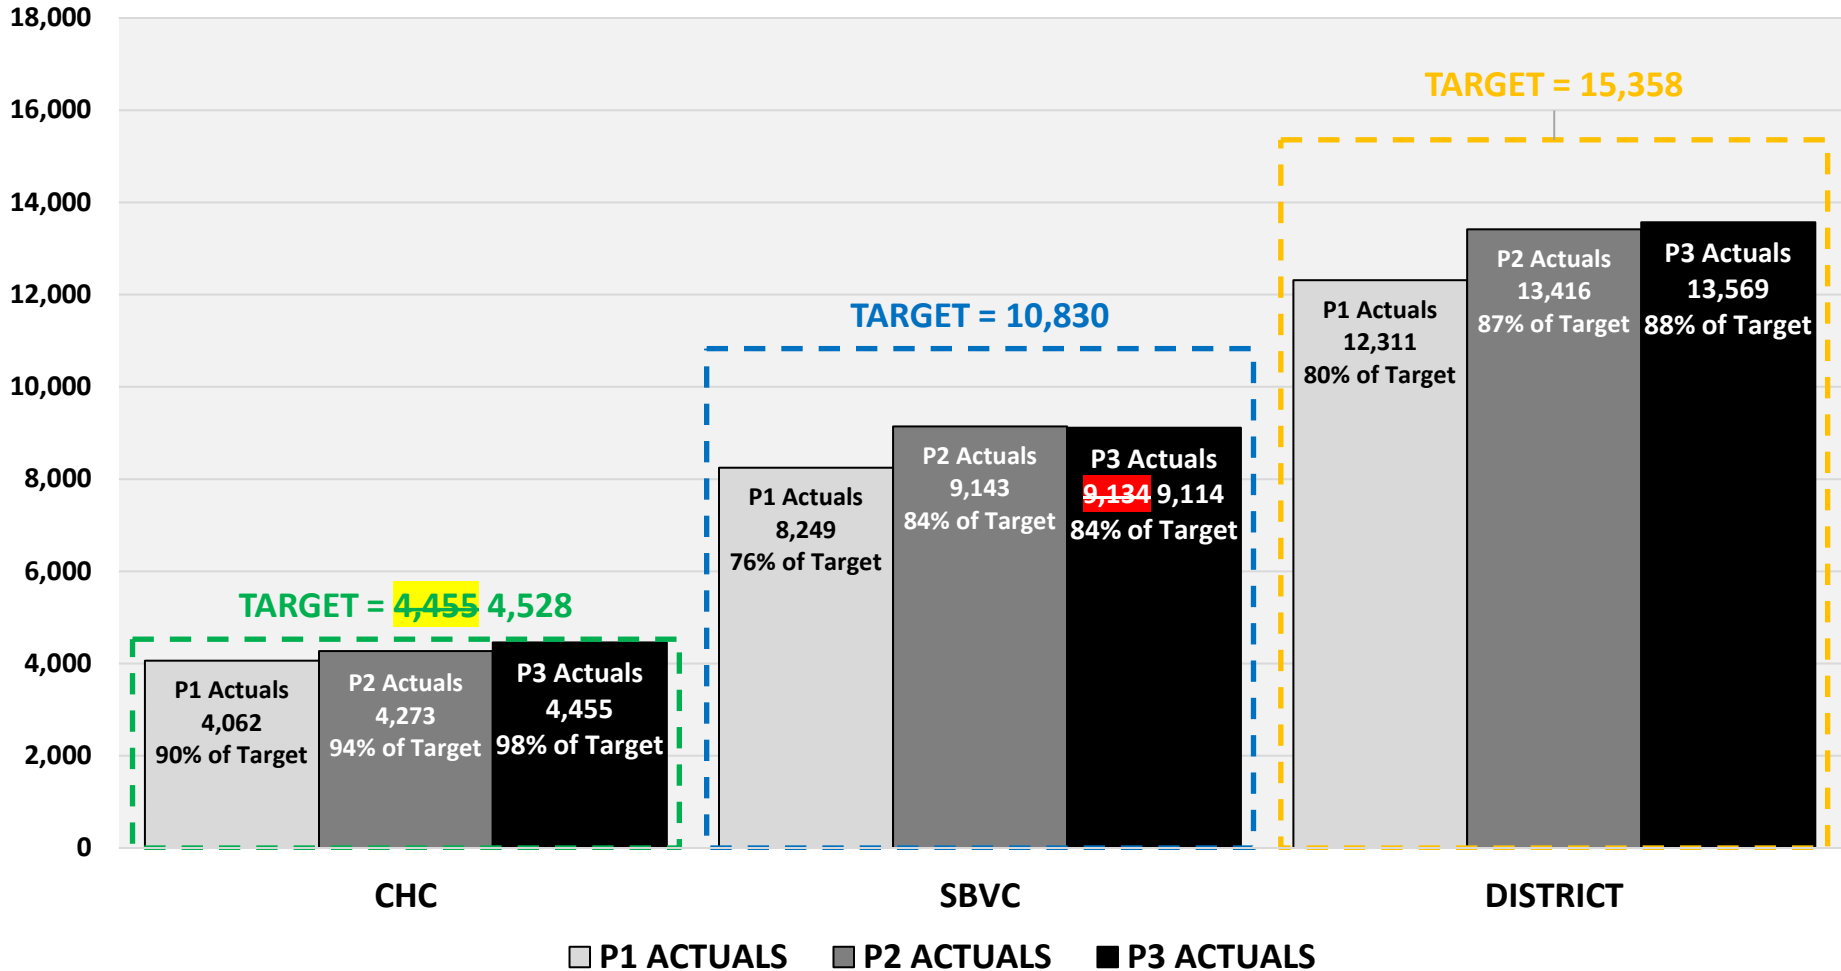 18,000
16,000
14,000
12,000
10,000
8,000
6,000
4,000
2,000
0
TARGET = 4,455 4,528
P1 Actuals
4,062
90% of Target
P2 Actuals
4,273
94% of Target
P3 Actuals
4,455
98% of Target
TARGET = 10,830
P1 Actuals
8,249
76% of Target
P2 Actuals
9,143
84% of Target
P3 Actuals
9,134 9,114
84% of Target
TARGET = 15,358
P1 Actuals
12,311
80% of Target
P2 Actuals
13,416
87% of Target
P3 Actuals
13,569
88% of Target
CHC
SBVC
DISTRICT
P1 ACTUALS
P2 ACTUALS
P3 ACTUALS